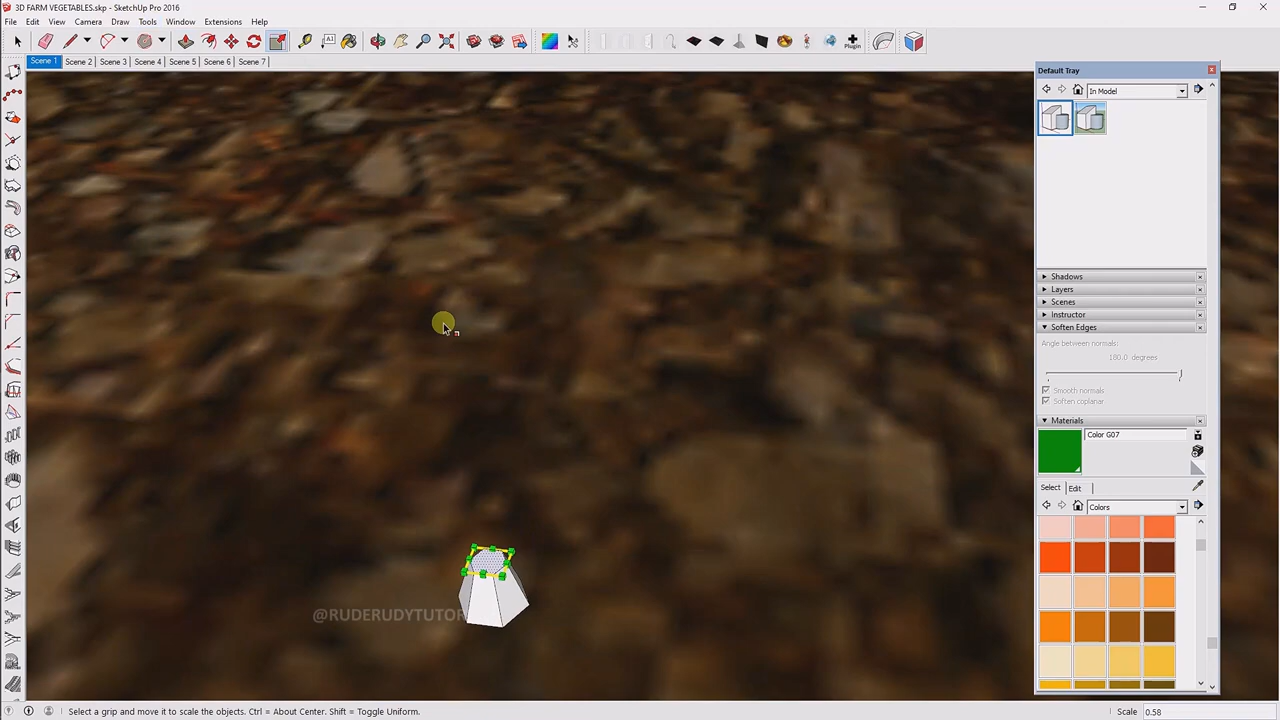 3D FARM VEGETABLES.skp - SketchUp Pro 2016
File Edit View Camera Draw Tools Window Extensions Help
Scene 1 Scene 2 Scene 3 Scene 4 Scene 5 Scene 6 Scene 7
Default Tray
In Model
Shadows
Layers
Scenes
Instructor
Soften Edges
Angle between normals:
180.0 degrees
Smooth normals
Soften coplanar
Materials
Color G07
Select Edit
Colors
@RUDERUDYTUTOR
Select a grip and move it to scale the objects. Ctrl = About Center. Shift = Toggle Uniform.
Scale 0.58